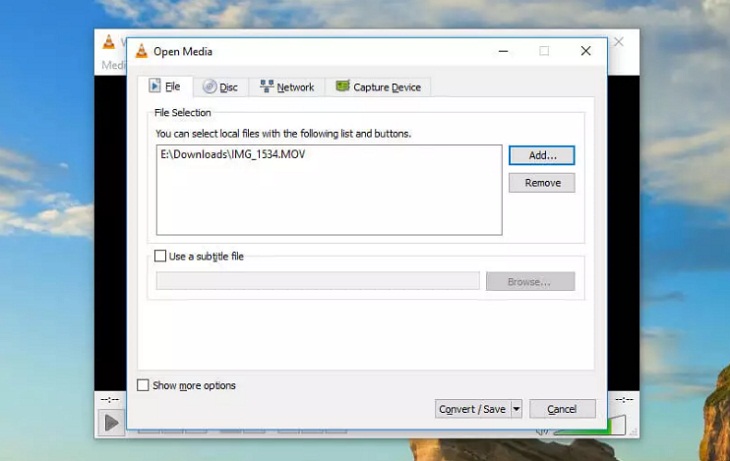 Medi
Open Media
File
Disc
Network
Capture Device
File Selection
You can select local files with the following list and buttons.
E:\Downloads\IMG_1534.MOV
Add...
Remove
Use a subtitle file
Browse...
Show more options
--:--
--:--
Convert / Save
Cancel